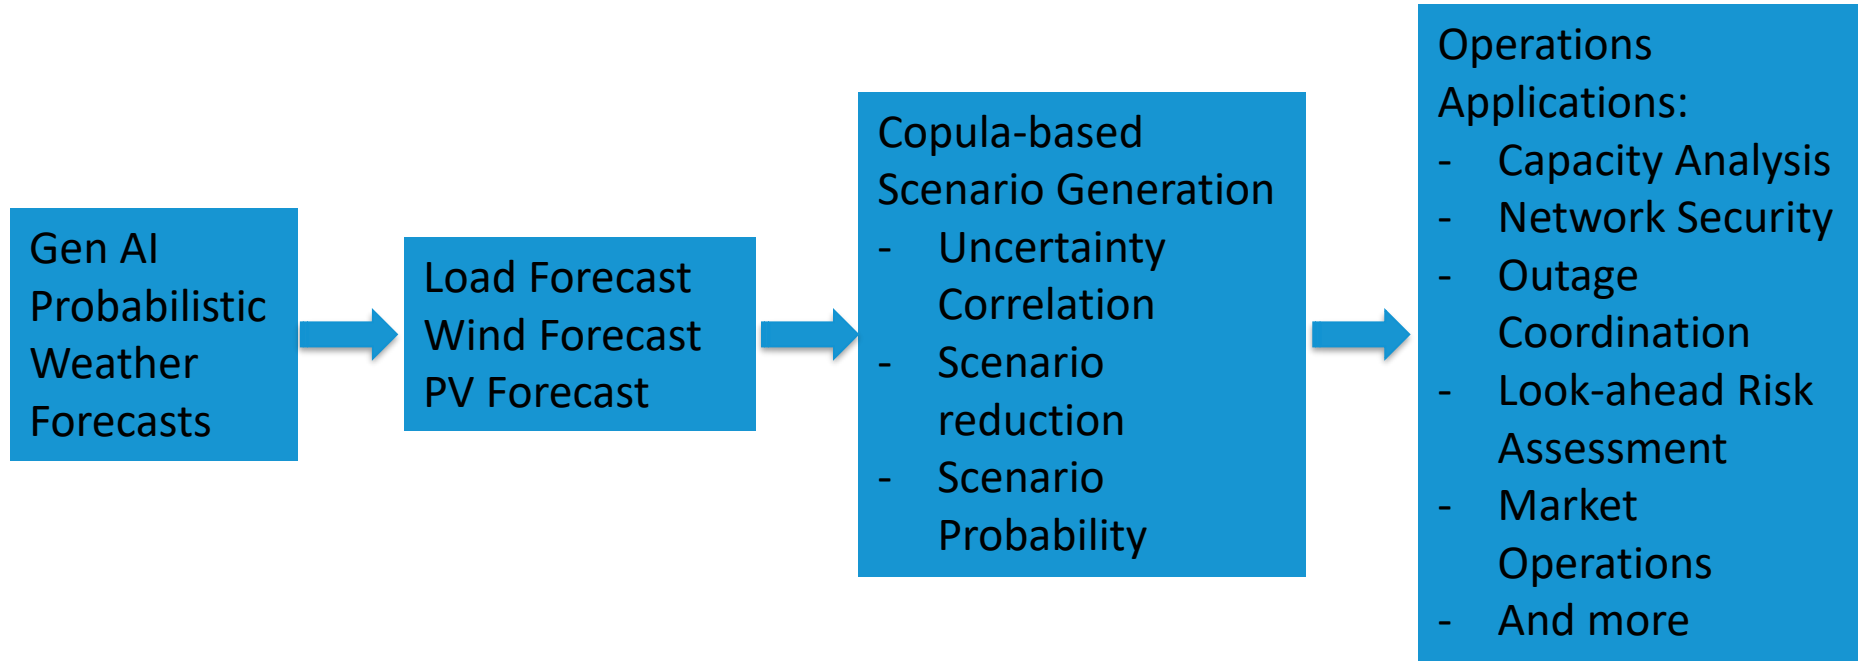 Gen AI
Probabilistic
Weather
Forecasts
Load Forecast
Wind Forecast
PV Forecast
Copula-based
Scenario Generation
- Uncertainty
Correlation
- Scenario
reduction
- Scenario
Probability
Operations
Applications:
- Capacity Analysis
- Network Security
- Outage
Coordination
- Look-ahead Risk
Assessment
- Market
Operations
- And more